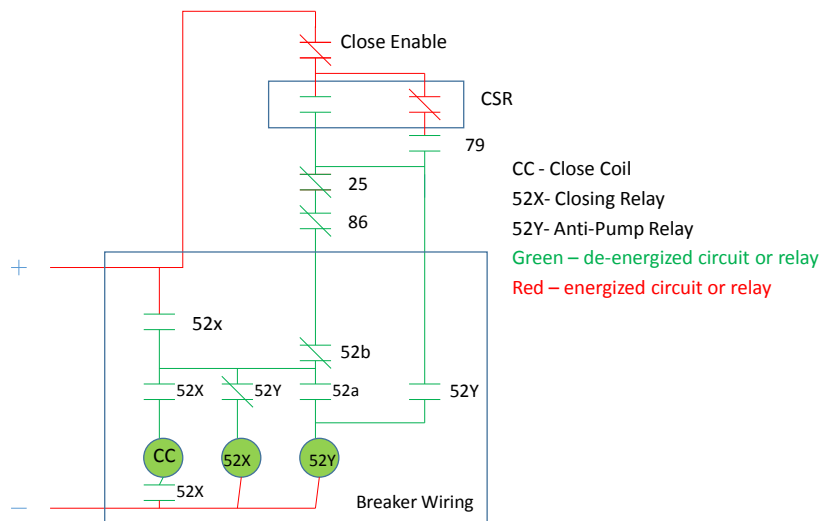 Close Enable
CSR
79
25
86
CC - Close Coil
52X- Closing Relay
52Y- Anti-Pump Relay
Green – de-energized circuit or relay
Red – energized circuit or relay
+
52x
52b
52X
52Y
52a
52Y
CC
52X
52Y
52X
–
Breaker Wiring